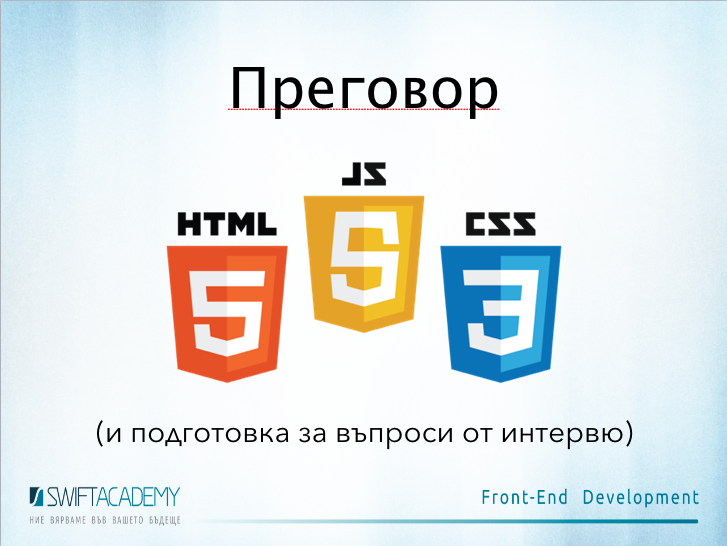 Преговор
JS
HTML
CSS
5
5
3
(и подготовка за въпроси от интервю)
SWIFTACADEMY
НИЕ ВЯРВАМЕ ВЪВ ВАШЕТО БЪДЕЩЕ
Front-End Development